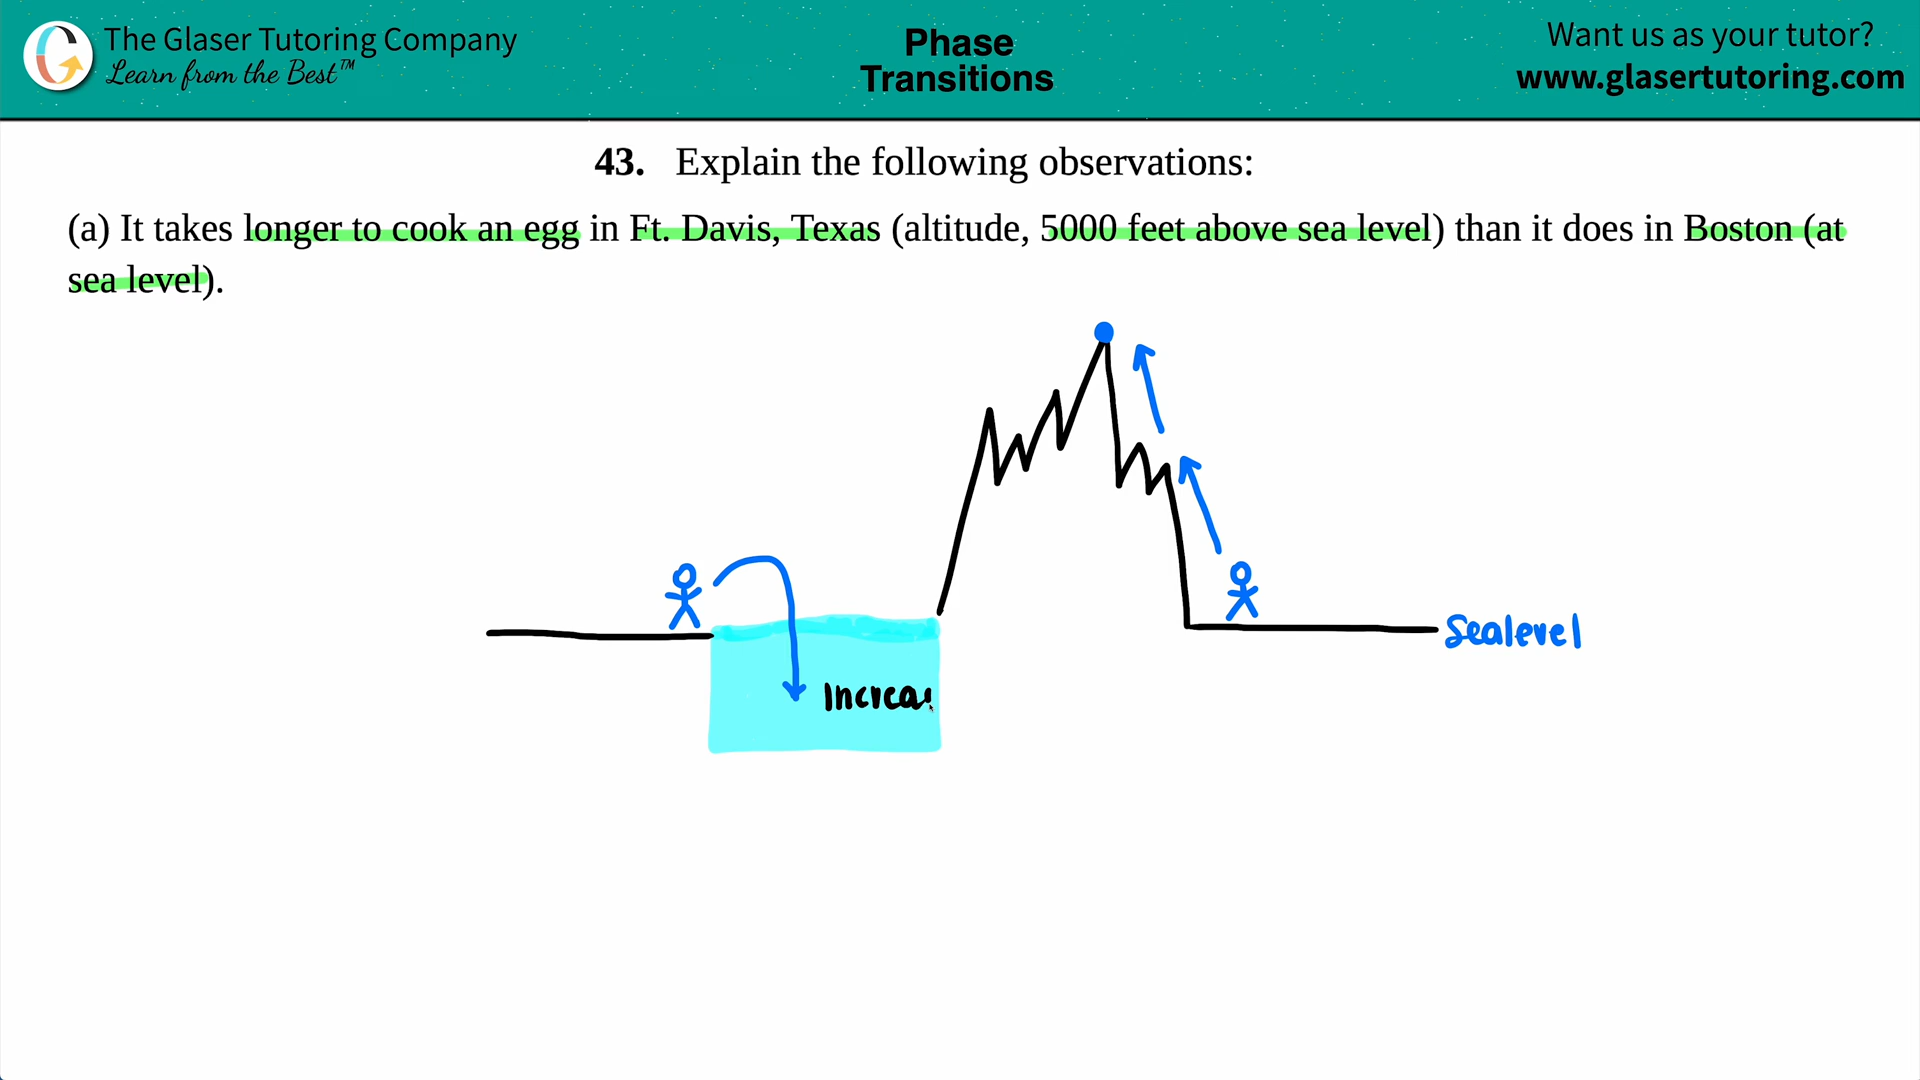 The Glaser Tutoring Company
Learn from the Best™
Phase
Transitions
Want us as your tutor?
www.glasertutoring.com
43. Explain the following observations:
(a) It takes longer to cook an egg in Ft. Davis, Texas (altitude, 5000 feet above sea level) than it does in Boston (at
sea level).
Sealevel
Increa